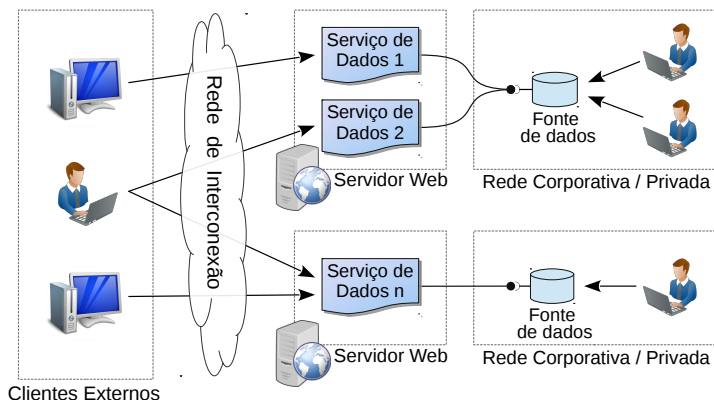 Serviço de
Dados 1
Serviço de
Dados 2
Servidor Web
Fonte
de dados
Rede Corporativa / Privada
Rede de Interconexão
Serviço de
Dados n
Servidor Web
Fonte
de dados
Rede Corporativa / Privada
Clientes Externos